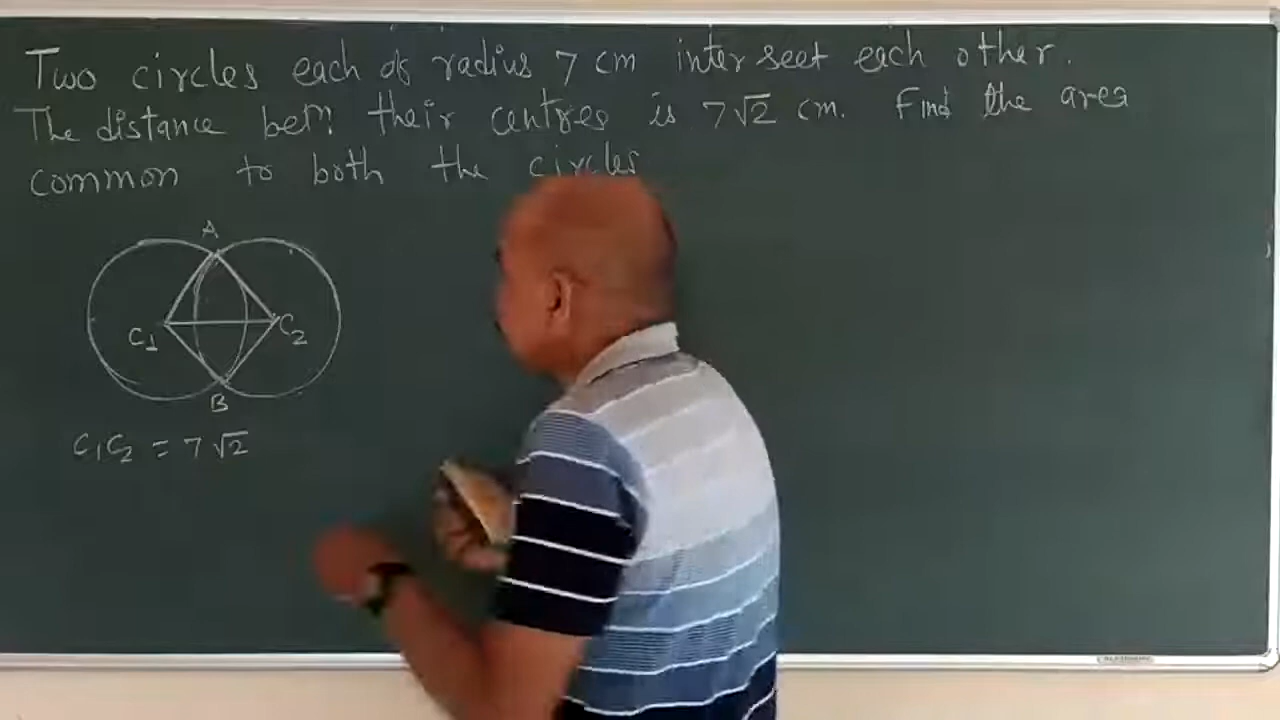 Two circles each of radius 7 cm intersect each other.
The distance betn their centres is 7√2 cm. Find the area
common to both the circles
A
C1
C2
B
C1C2 = 7√2